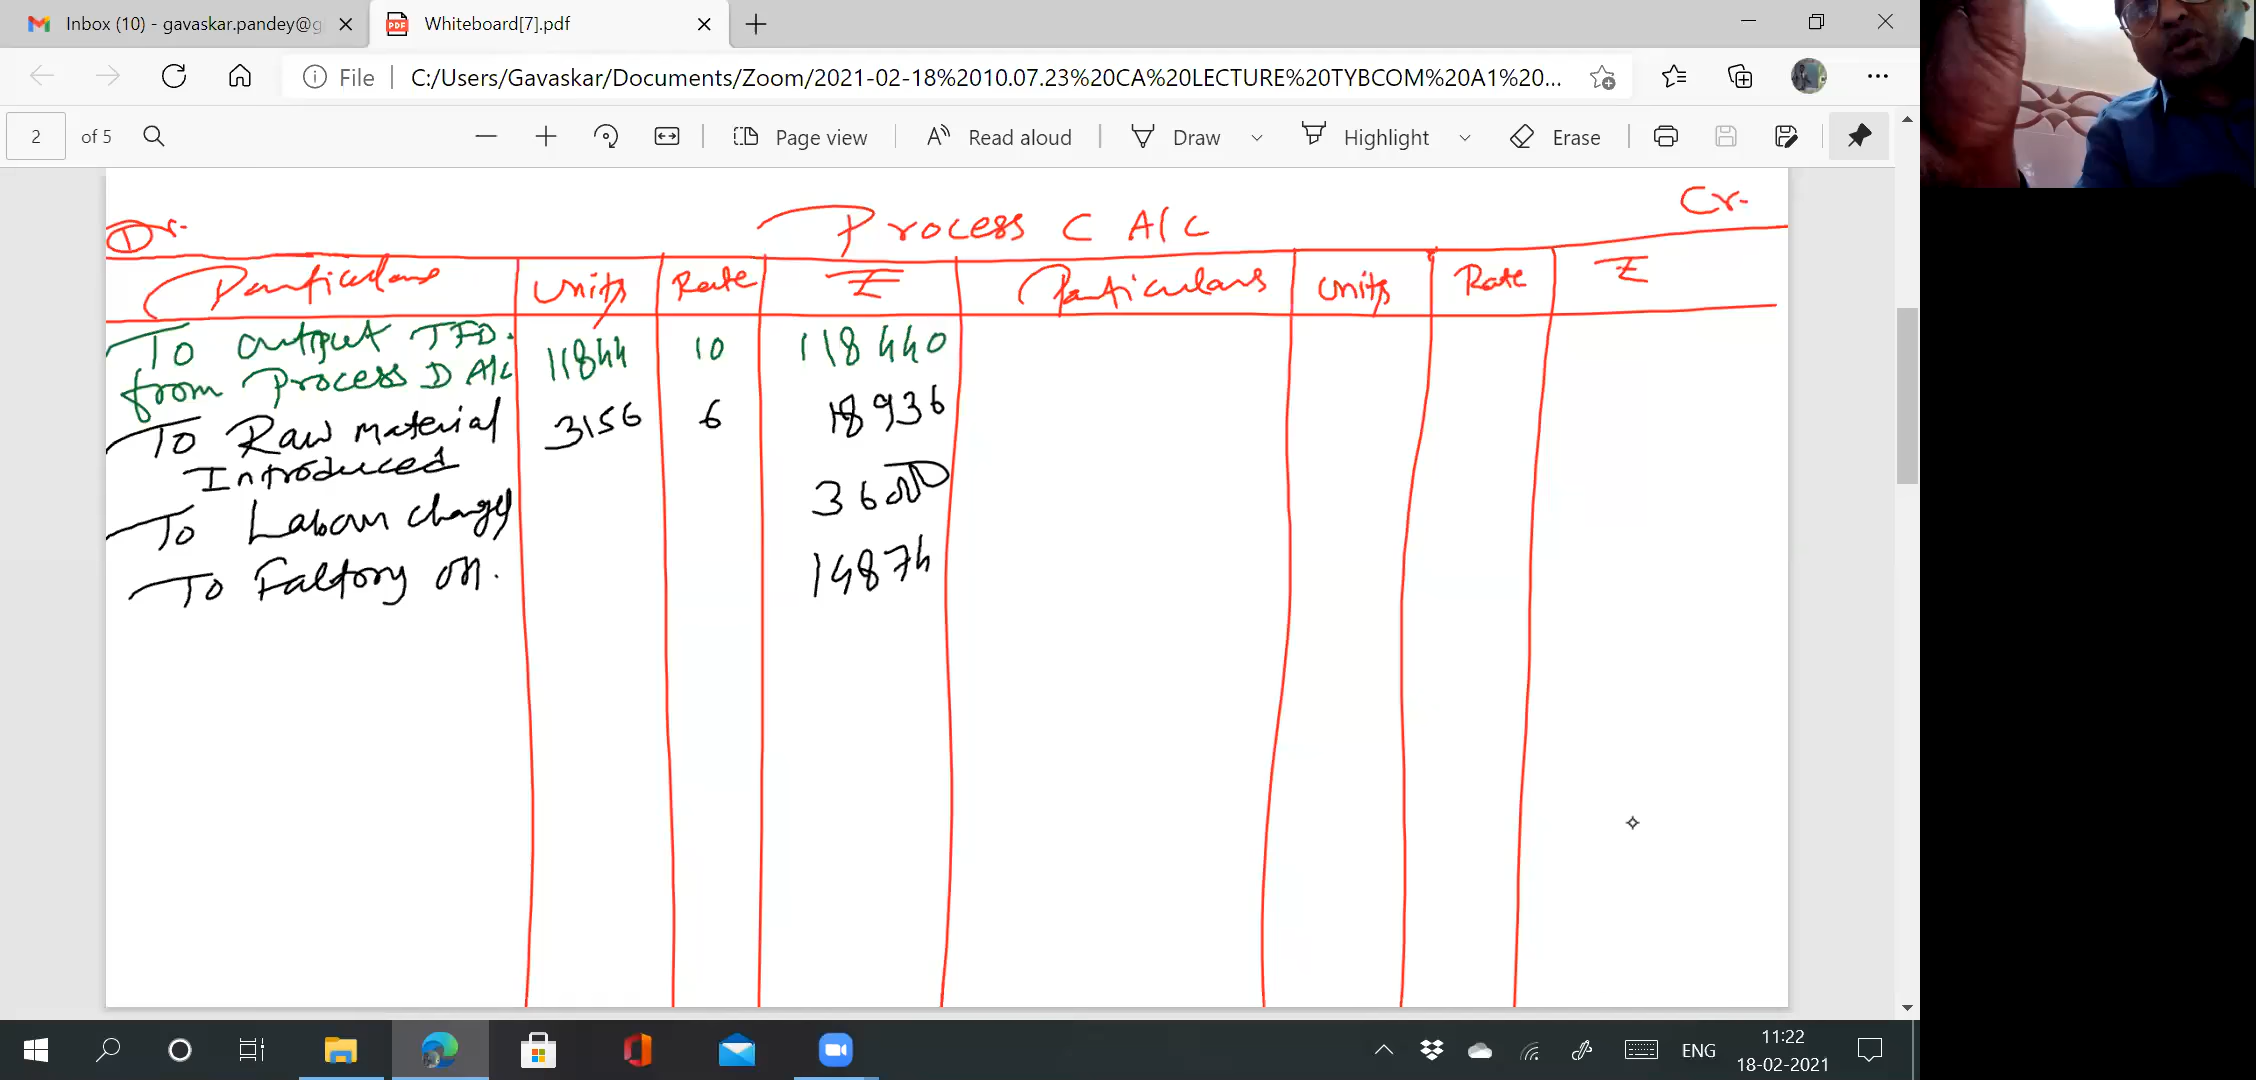 Inbox (10) - gavaskar.pandey@g
Whiteboard[7].pdf
File C:/Users/Gavaskar/Documents/Zoom/2021-02-18%2010.07.23%20CA%20LECTURE%20TYBCOM%20A1%20...
2 of 5 Page view Read aloud Draw Highlight Erase
Dr. Process C A/c Cr.
Particulars Units Rate ₹ Particulars Units Rate ₹
To output TFD. 11844 10 118440
from Process D A/c
To Raw material 3156 6 18936
Introduced
To Labour charges 36000
To Factory OH. 14874
ENG
11:22
18-02-2021